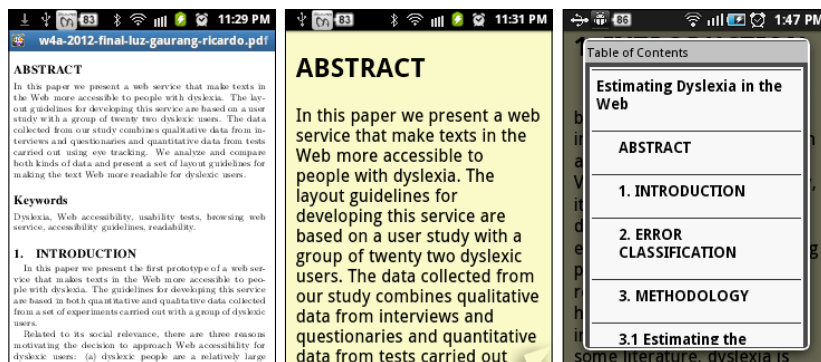 83 11:29 PM
w4a-2012-final-luz-gaurang-ricardo.pdf
ABSTRACT
In this paper we present a web service that make texts in
the Web more accessible to people with dyslexia. The lay-
out guidelines for developing this service are based on a user
study with a group of twenty two dyslexic users. The data
collected from our study combines qualitative data from in-
terviews and questionaries and quantitative data from tests
carried out using eye tracking. We analyze and compare
both kinds of data and present a set of layout guidelines for
making the text Web more readable for dyslexic users.
Keywords
Dyslexia, Web accessibility, usability tests, browsing web
service, accessibility guidelines, readability.
1. INTRODUCTION
In this paper we present the first prototype of a web ser-
vice that makes texts in the Web more accessible to peo-
ple with dyslexia. The guidelines for developing this service
are based in both quantitative and qualitative data collected
from a set of experiments carried out with a group of dyslexic
users.
Related to its social relevance, there are three reasons
motivating the decision to approach Web accessibility for
dyslexic users: (a) dyslexic people are a relatively large
83 11:31 PM
ABSTRACT
In this paper we present a web
service that make texts in the
Web more accessible to
people with dyslexia. The
layout guidelines for
developing this service are
based on a user study with a
group of twenty two dyslexic
users. The data collected from
our study combines qualitative
data from interviews and
questionaries and quantitative
data from tests carried out
86 1:47 PM
Table of Contents
Estimating Dyslexia in the
Web
ABSTRACT
1. INTRODUCTION
2. ERROR
CLASSIFICATION
3. METHODOLOGY
3.1 Estimating the
some literature, dyslexia is